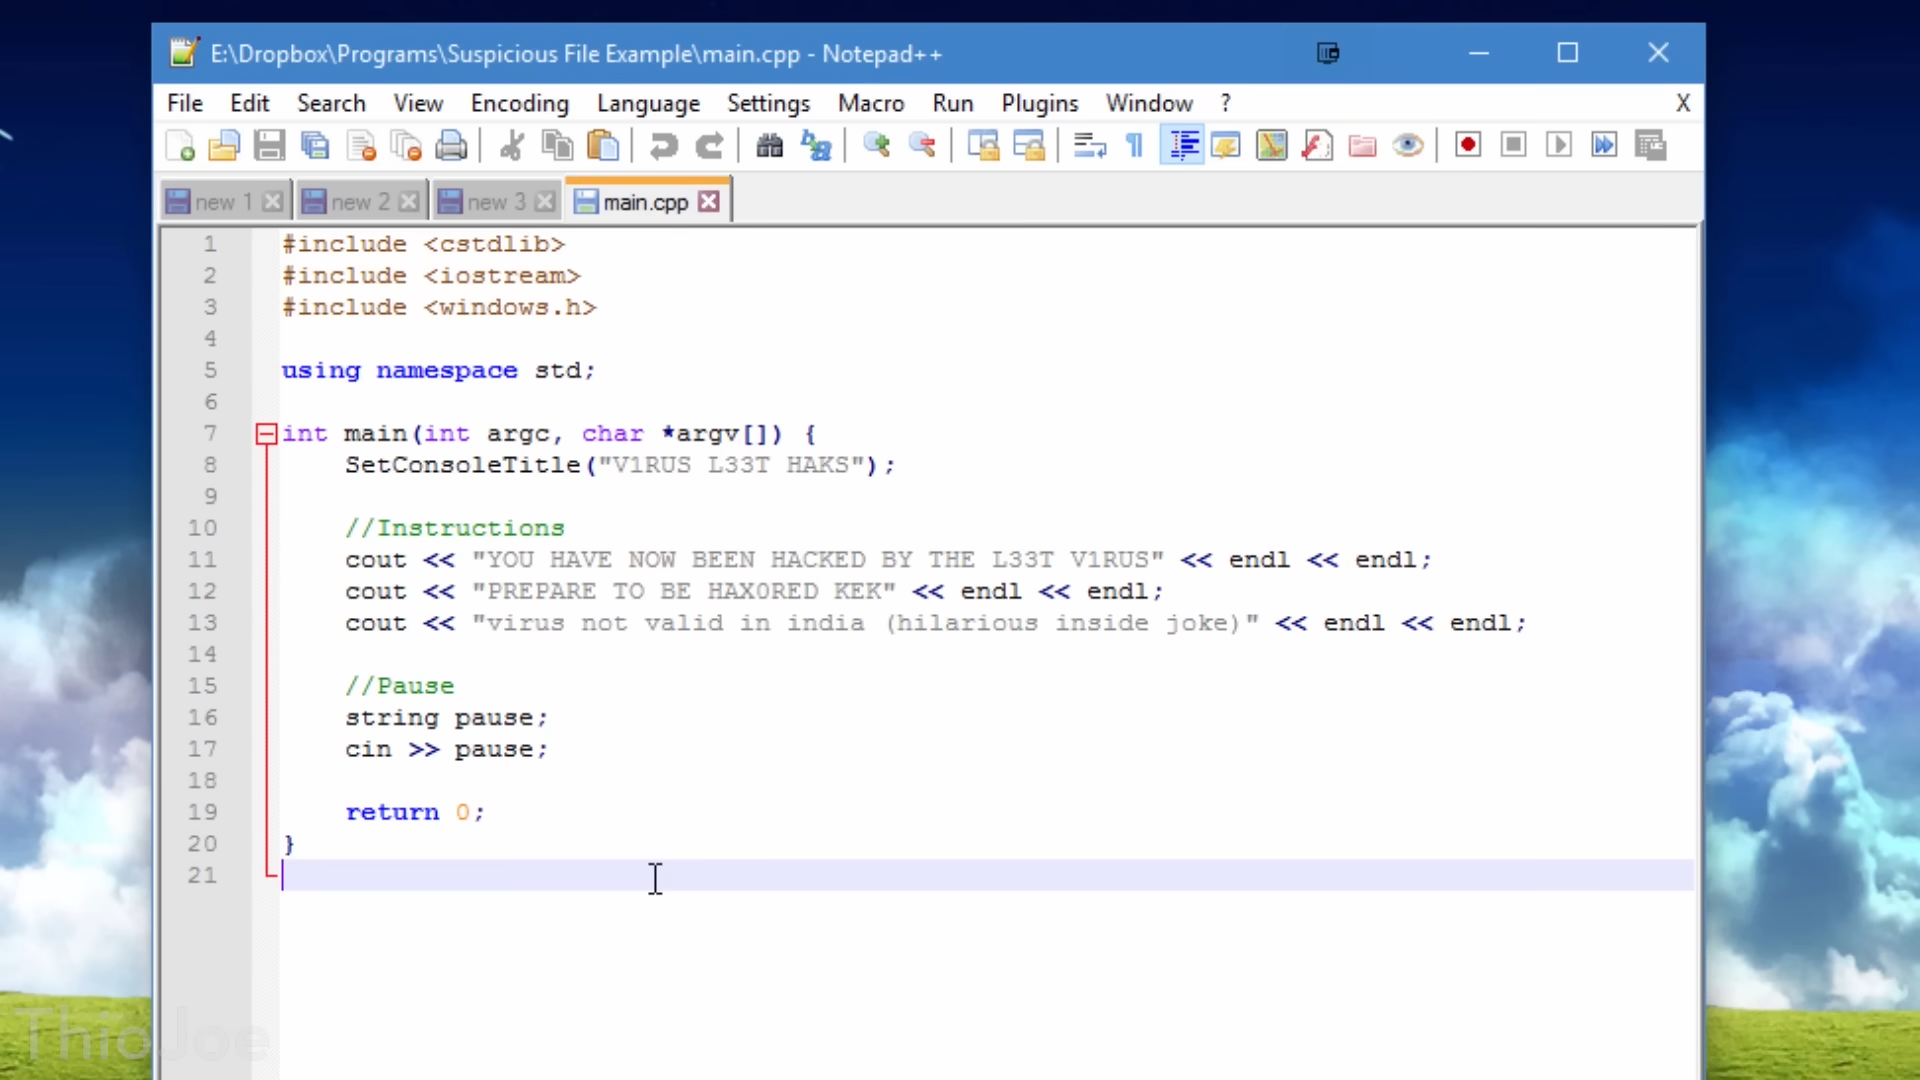 E:\Dropbox\Programs\Suspicious File Example\main.cpp - Notepad++
File Edit Search View Encoding Language Settings Macro Run Plugins Window ? X
new 1 new 2 new 3 main.cpp
1 #include <cstdlib>
2 #include <iostream>
3 #include <windows.h>
4
5 using namespace std;
6
7 int main(int argc, char *argv[]) {
8 SetConsoleTitle("V1RUS L33T HAKS");
9
10 //Instructions
11 cout << "YOU HAVE NOW BEEN HACKED BY THE L33T V1RUS" << endl << endl;
12 cout << "PREPARE TO BE HAX0RED KEK" << endl << endl;
13 cout << "virus not valid in india (hilarious inside joke)" << endl << endl;
14
15 //Pause
16 string pause;
17 cin >> pause;
18
19 return 0;
20 }
21
ThioJoe